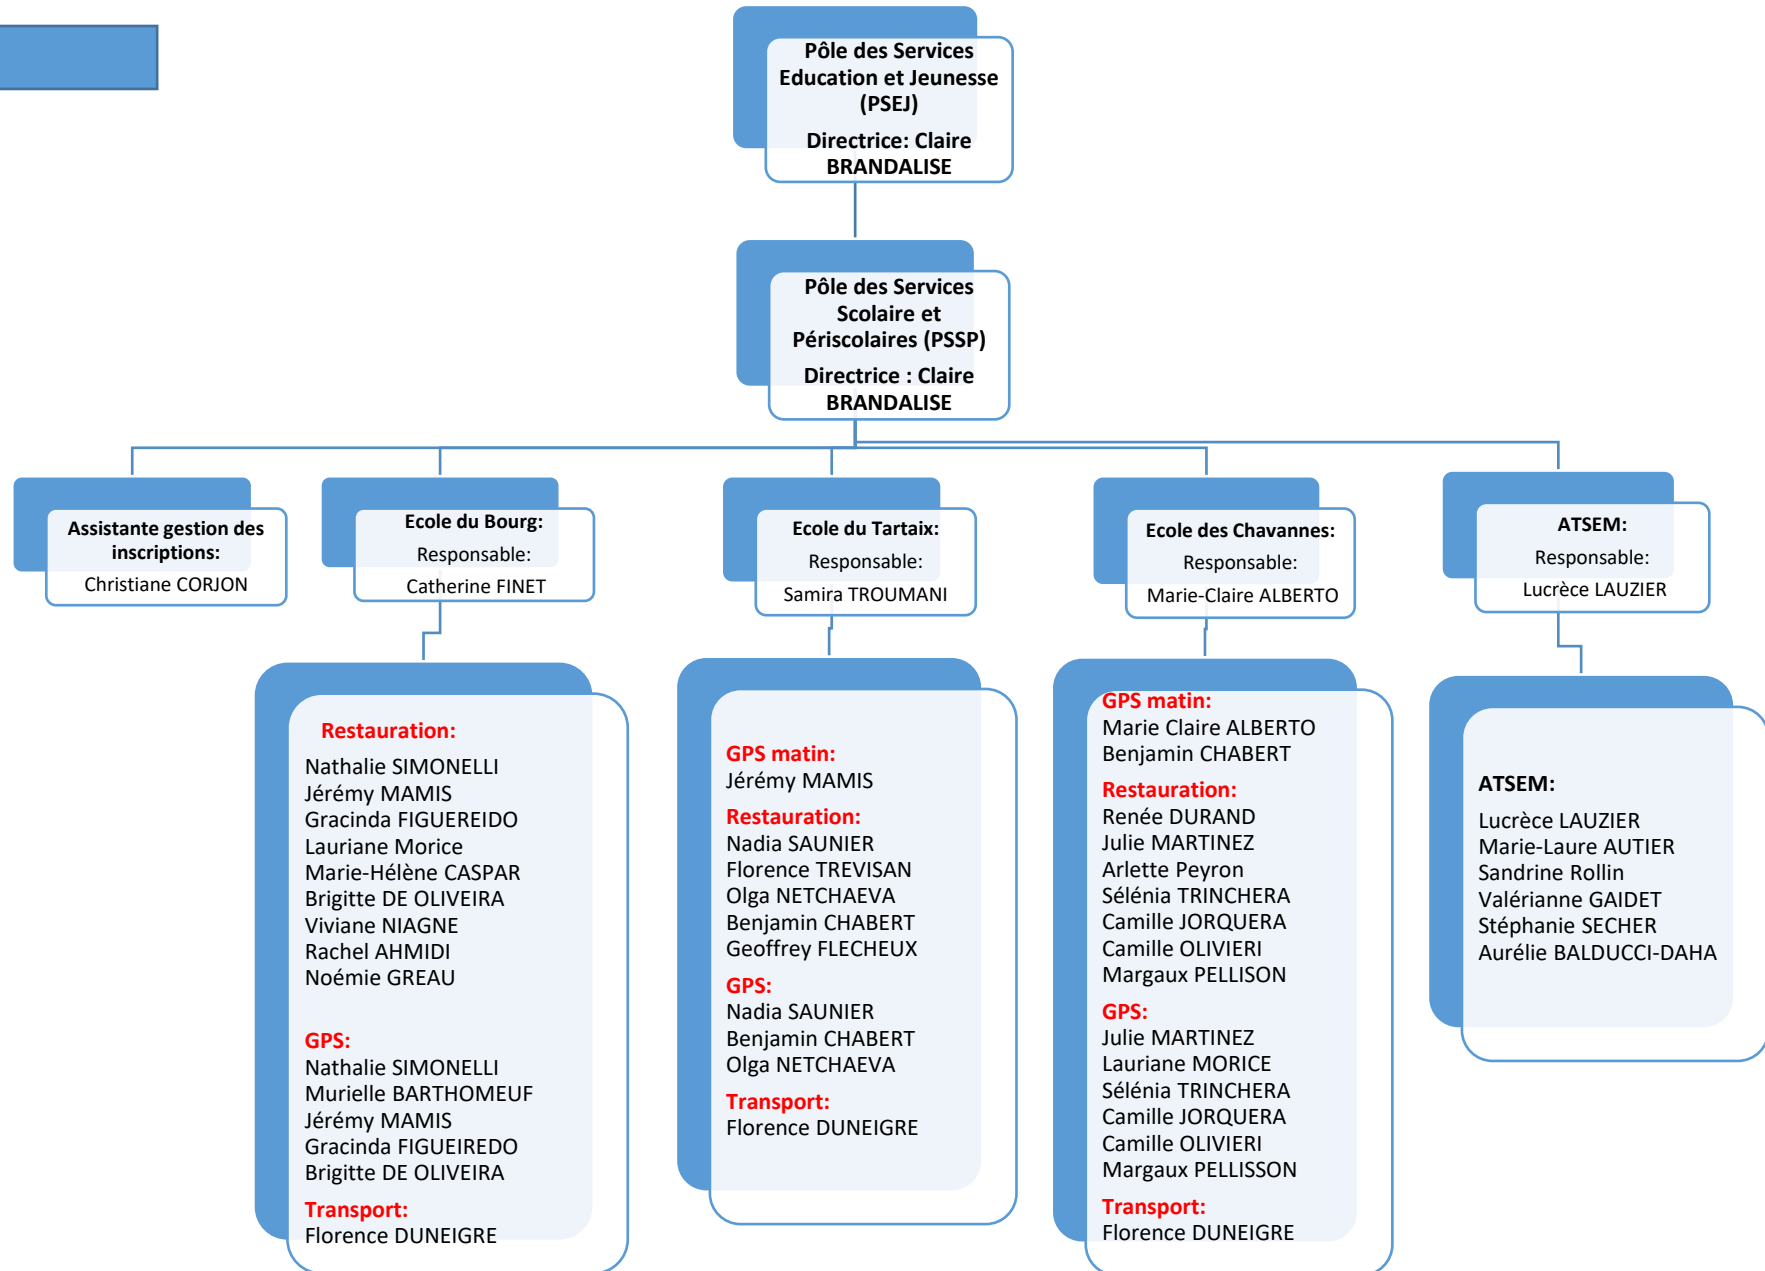 Pôle des Services
Education et Jeunesse
(PSEJ)
Directrice: Claire
BRANDALISE
Pôle des Services
Scolaire et
Périscolaires (PSSP)
Directrice : Claire
BRANDALISE
Assistante gestion des
inscriptions:
Christiane CORJON
Ecole du Bourg:
Responsable:
Catherine FINET
Ecole du Tartaix:
Responsable:
Samira TROUMANI
Ecole des Chavannes:
Responsable:
Marie-Claire ALBERTO
ATSEM:
Responsable:
Lucrèce LAUZIER
Restauration:
Nathalie SIMONELLI
Jérémy MAMIS
Gracinda FIGUEREIDO
Lauriane Morice
Marie-Hélène CASPAR
Brigitte DE OLIVEIRA
Viviane NIAGNE
Rachel AHMIDI
Noémie GREAU
GPS:
Nathalie SIMONELLI
Murielle BARTHOMEUF
Jérémy MAMIS
Gracinda FIGUEIREDO
Brigitte DE OLIVEIRA
Transport:
Florence DUNEIGRE
GPS matin:
Jérémy MAMIS
Restauration:
Nadia SAUNIER
Florence TREVISAN
Olga NETCHAEVA
Benjamin CHABERT
Geoffrey FLECHEUX
GPS:
Nadia SAUNIER
Benjamin CHABERT
Olga NETCHAEVA
Transport:
Florence DUNEIGRE
GPS matin:
Marie Claire ALBERTO
Benjamin CHABERT
Restauration:
Renée DURAND
Julie MARTINEZ
Arlette Peyron
Sélénia TRINCHERA
Camille JORQUERA
Camille OLIVIERI
Margaux PELLISON
GPS:
Julie MARTINEZ
Lauriane MORICE
Sélénia TRINCHERA
Camille JORQUERA
Camille OLIVIERI
Margaux PELLISSON
Transport:
Florence DUNEIGRE
ATSEM:
Lucrèce LAUZIER
Marie-Laure AUTIER
Sandrine Rollin
Valérianne GAIDET
Stéphanie SECHER
Aurélie BALDUCCI-DAHA